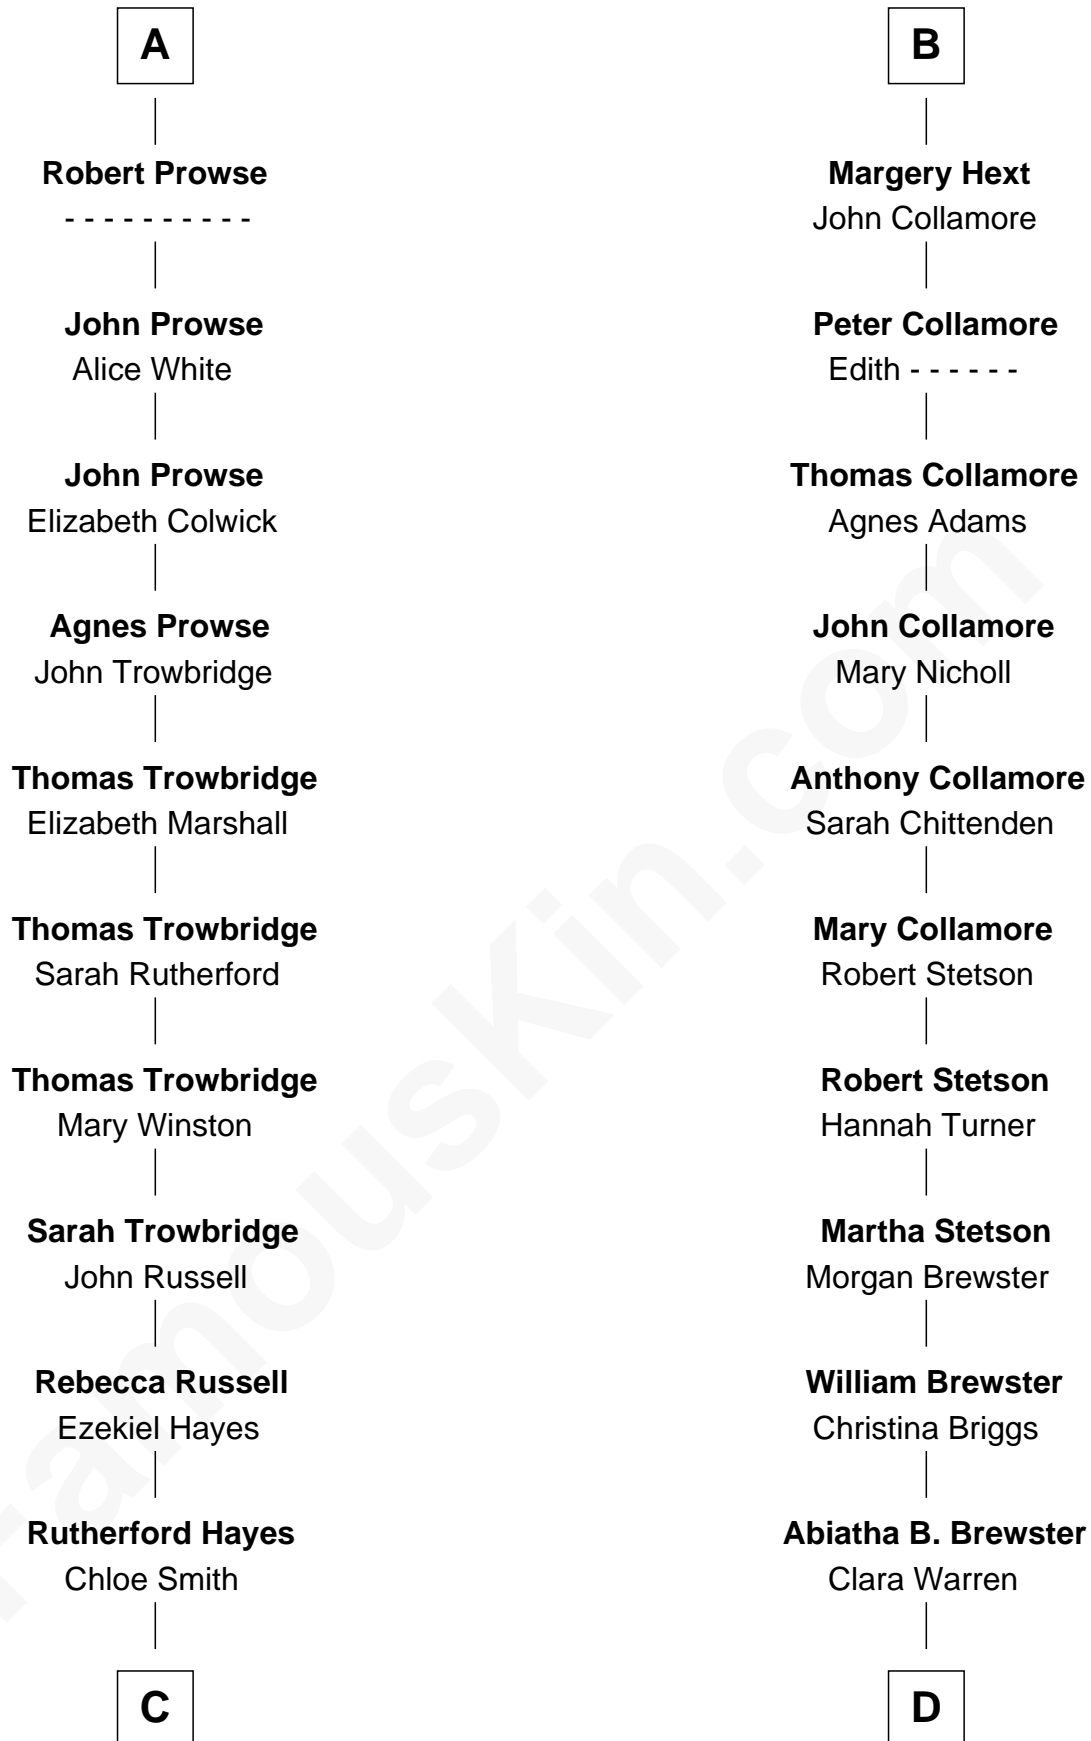 A
Robert Prowse
- - - - - - - - - -
John Prowse
Alice White
John Prowse
Elizabeth Colwick
Agnes Prowse
John Trowbridge
Thomas Trowbridge
Elizabeth Marshall
Thomas Trowbridge
Sarah Rutherford
Thomas Trowbridge
Mary Winston
Sarah Trowbridge
John Russell
Rebecca Russell
Ezekiel Hayes
Rutherford Hayes
Chloe Smith
C
B
Margery Hext
John Collamore
Peter Collamore
Edith - - - - - -
Thomas Collamore
Agnes Adams
John Collamore
Mary Nicholl
Anthony Collamore
Sarah Chittenden
Mary Collamore
Robert Stetson
Robert Stetson
Hannah Turner
Martha Stetson
Morgan Brewster
William Brewster
Christina Briggs
Abiatha B. Brewster
Clara Warren
D
FamousKin.com